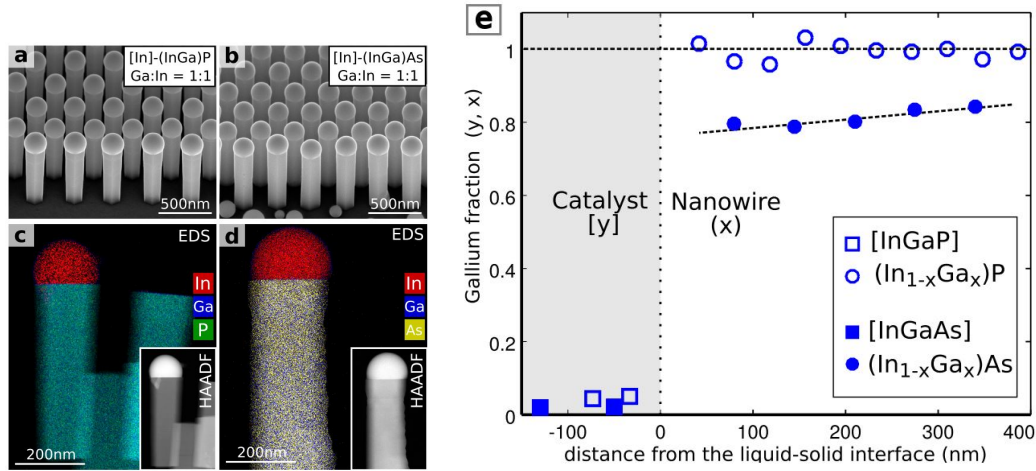 a
[In]-(InGa)P
Ga:In = 1:1
500nm
b
[In]-(InGa)As
Ga:In = 1:1
500nm
c
EDS
In
Ga
P
HAADF
200nm
d
EDS
In
Ga
As
HAADF
200nm
e
Gallium fraction (y, x)
1
0.8
0.6
0.4
0.2
0
Catalyst
[y]
Nanowire
(x)
[InGaP]
(In₁₋ₓGaₓ)P
[InGaAs]
(In₁₋ₓGaₓ)As
-100 0 100 200 300 400
distance from the liquid-solid interface (nm)